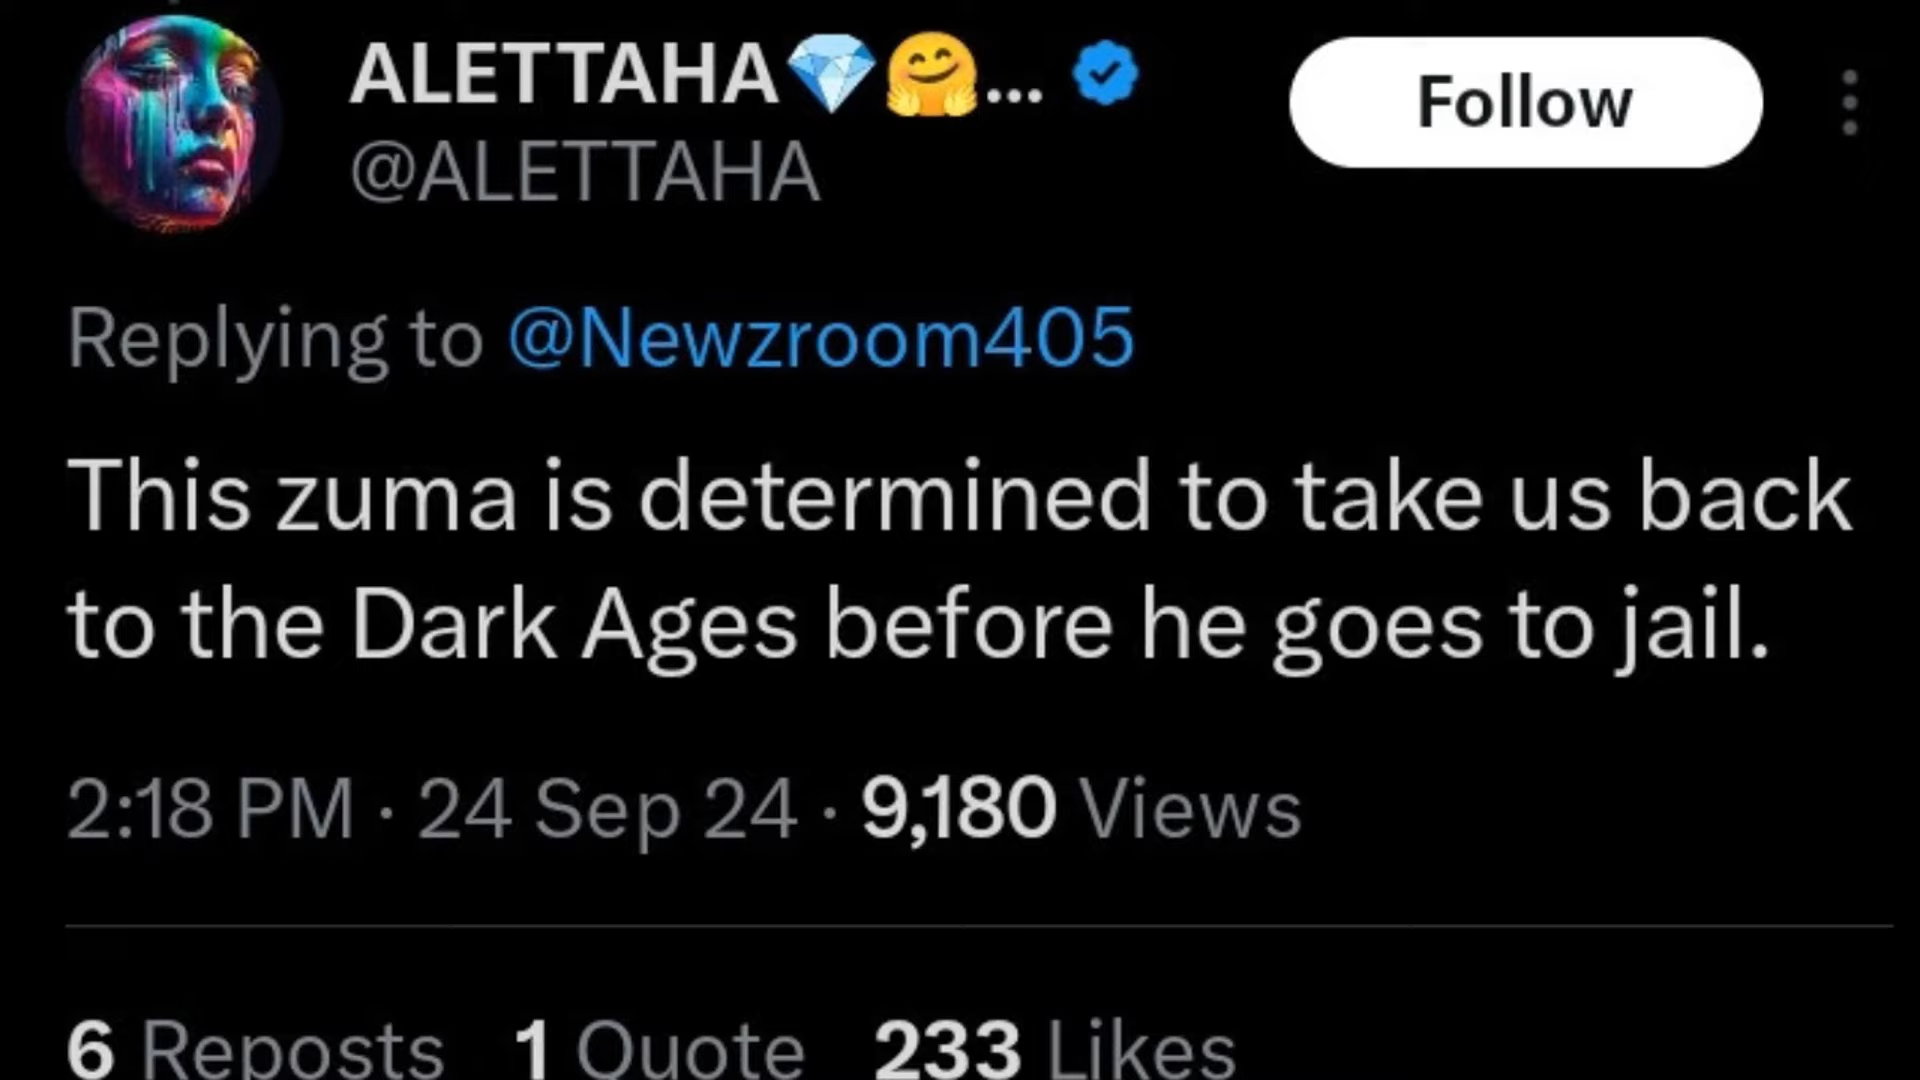 ALETTAHA💎🤗...
Follow
@ALETTAHA
Replying to @Newzroom405
This zuma is determined to take us back
to the Dark Ages before he goes to jail.
2:18 PM · 24 Sep 24 · 9,180 Views
6 Reposts 1 Quote 233 Likes